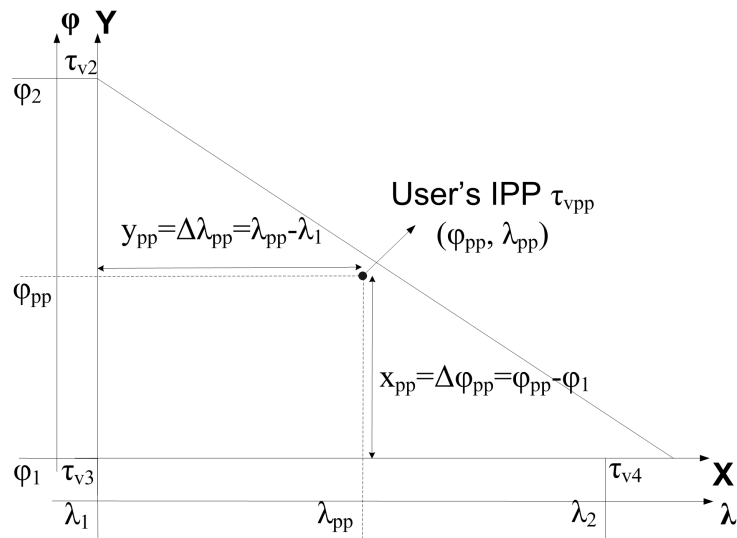 φ Y
τv2
φ2
User's IPP τvpp
(φpp, λpp)
ypp=Δλpp=λpp-λ1
φpp
xpp=Δφpp=φpp-φ1
φ1 τv3 τv4 X
λ1 λpp λ2 λ